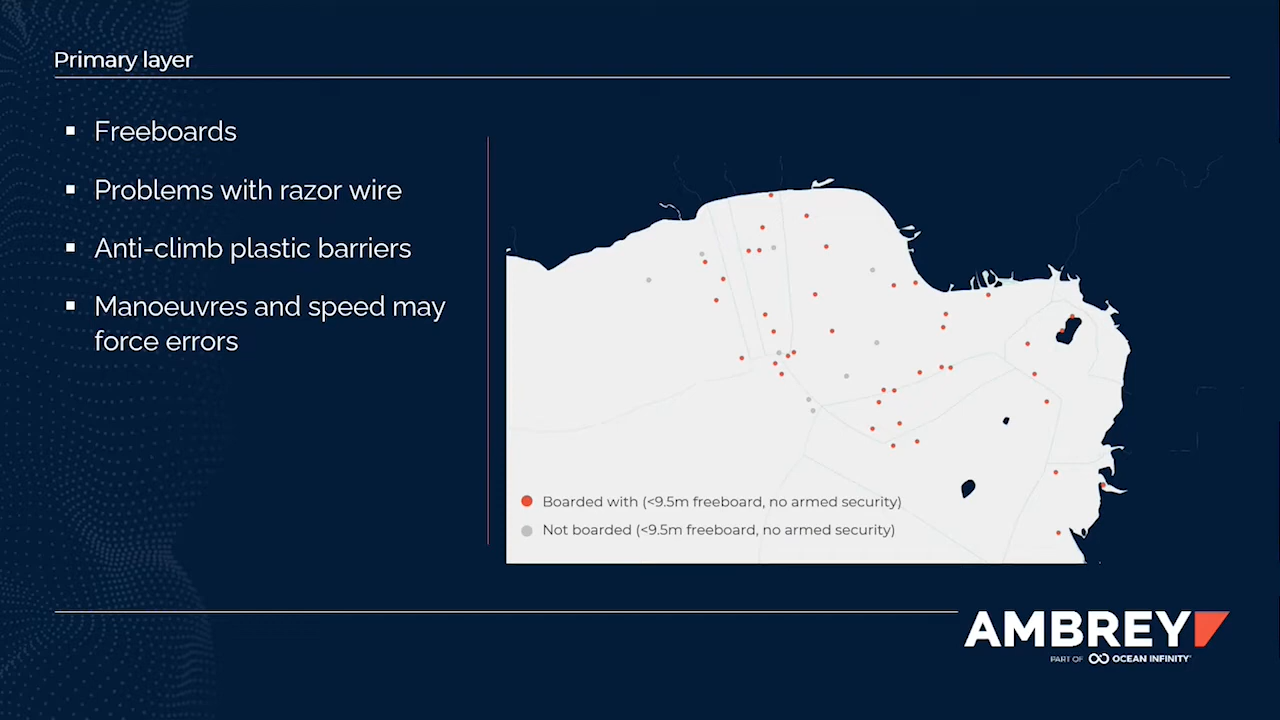 Primary layer
Freeboards
Problems with razor wire
Anti-climb plastic barriers
Manoeuvres and speed may
force errors
Boarded with (<9.5m freeboard, no armed security)
Not boarded (<9.5m freeboard, no armed security)
AMBREY
PART OF OCEAN INFINITY